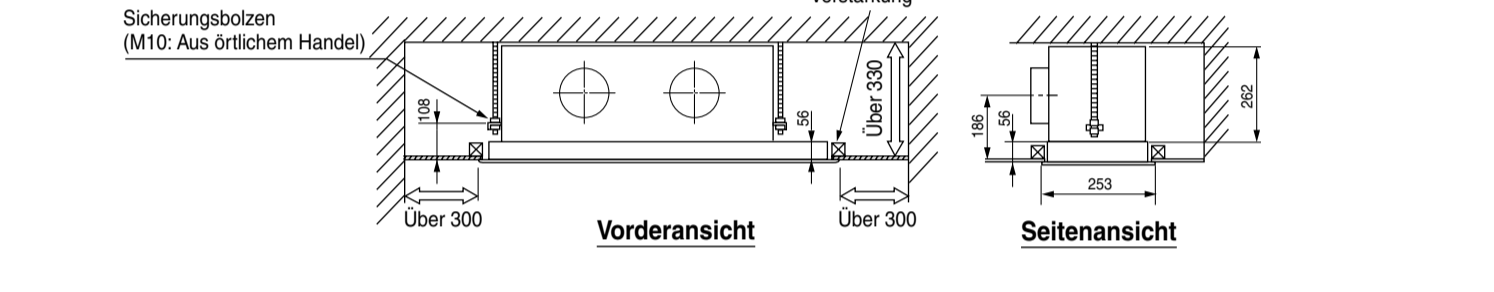 Sicherungsbolzen
(M10: Aus örtlichem Handel)
108
56
Über 330
Über 300
Über 300
Vorderansicht
186
56
262
253
Seitenansicht